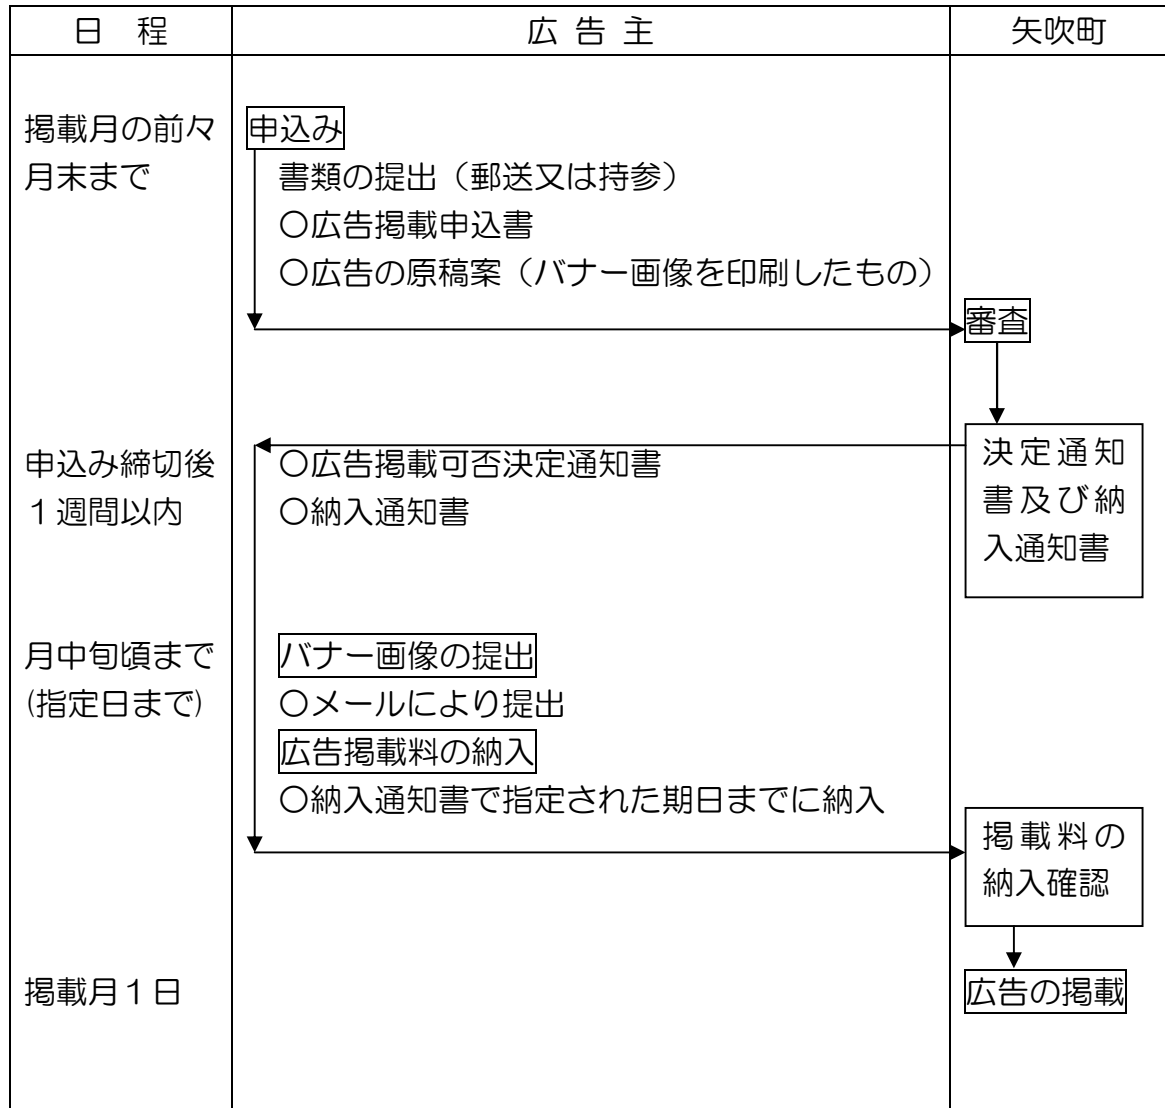 日　程
広 告 主
矢吹町
掲載月の前々
月末まで
申込み
書類の提出（郵送又は持参）
○広告掲載申込書
○広告の原稿案（バナー画像を印刷したもの）
審査
申込み締切後
１週間以内
○広告掲載可否決定通知書
○納入通知書
決定通知
書及び納
入通知書
月中旬頃まで
(指定日まで)
バナー画像の提出
○メールにより提出
広告掲載料の納入
○納入通知書で指定された期日までに納入
掲載料の
納入確認
掲載月１日
広告の掲載